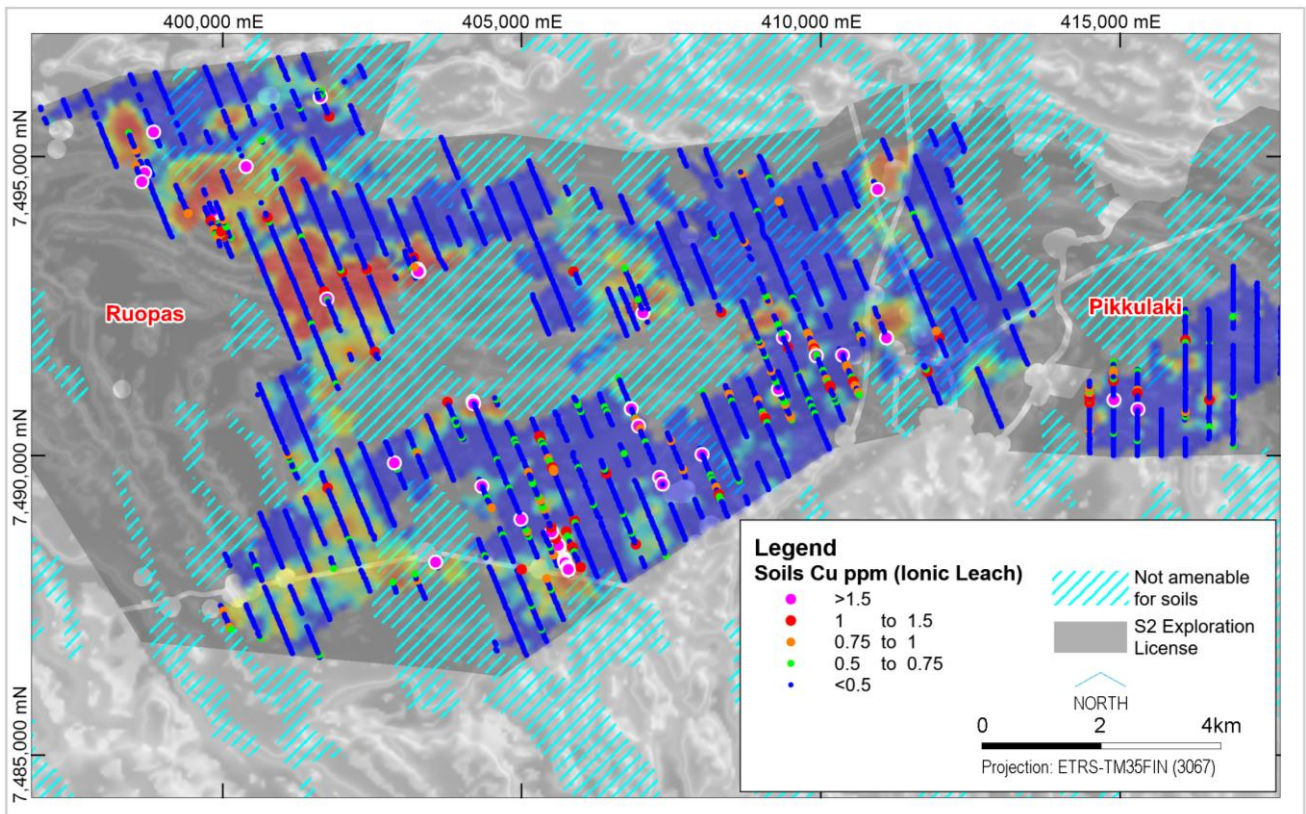 400,000 mE 405,000 mE 410,000 mE 415,000 mE
7,495,000 mN
Ruopas
Pikkulaki
7,490,000 mN
7,485,000 mN
Legend
Soils Cu ppm (Ionic Leach)
>1.5
1 to 1.5
0.75 to 1
0.5 to 0.75
<0.5
Not amenable
for soils
S2 Exploration
License
NORTH
0 2 4km
Projection: ETRS-TM35FIN (3067)